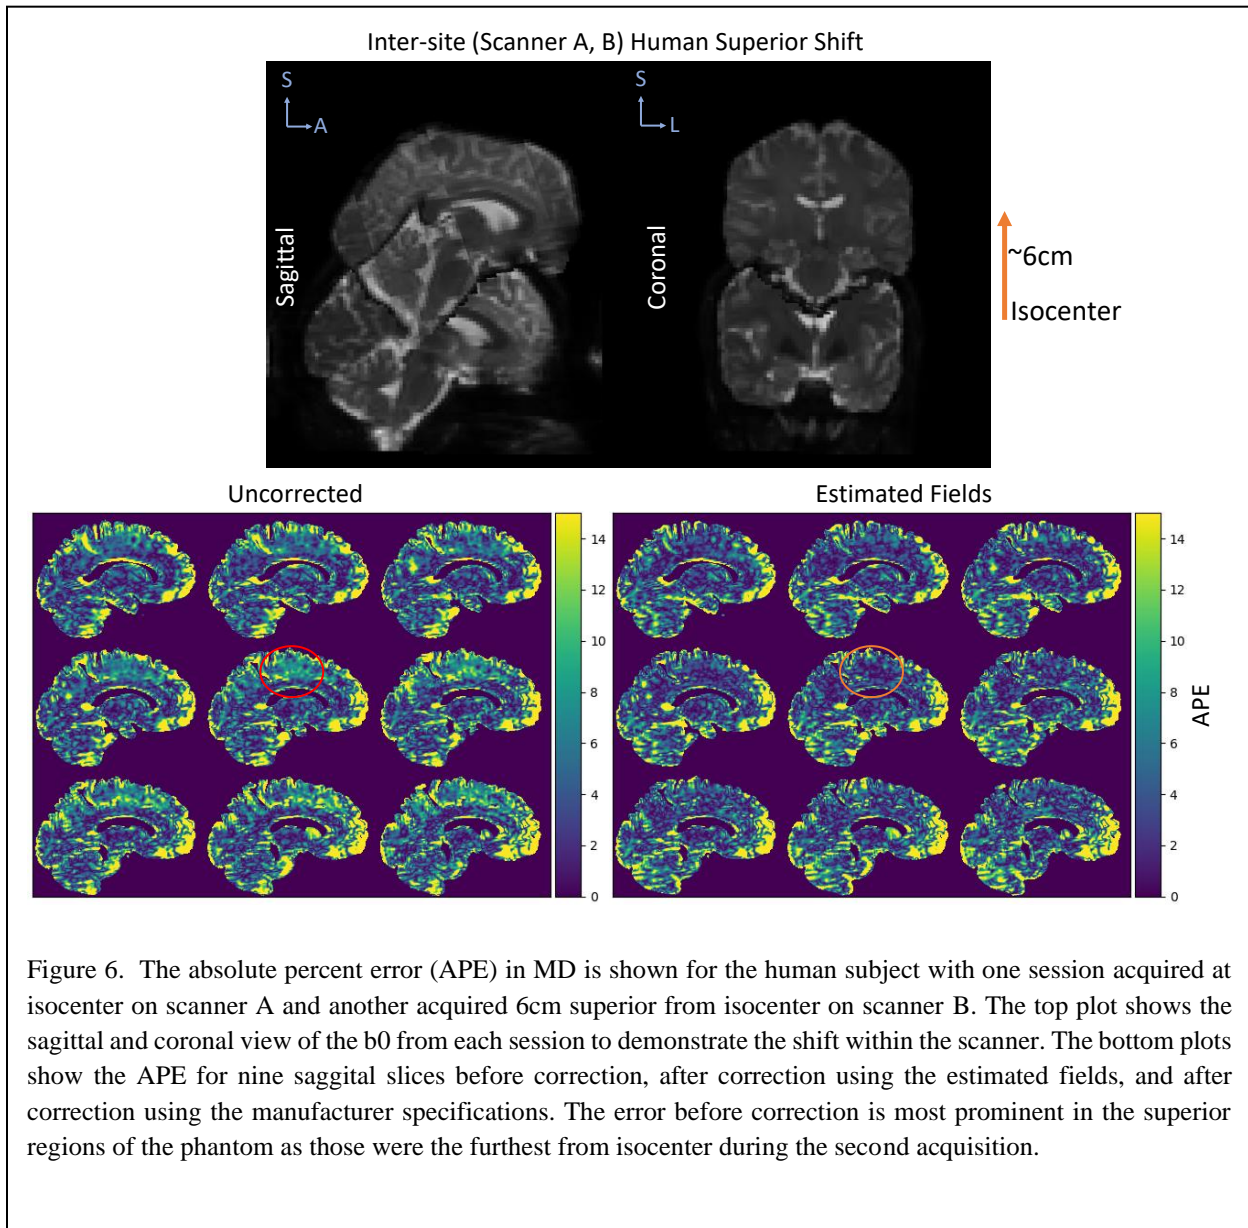 Inter-site (Scanner A, B) Human Superior Shift
S
A
S
L
Sagittal
Coronal
~6cm
Isocenter
Uncorrected
Estimated Fields
14
12
10
8
6
4
2
0
14
12
10
8
6
4
2
0
APE
Figure 6. The absolute percent error (APE) in MD is shown for the human subject with one session acquired at
isocenter on scanner A and another acquired 6cm superior from isocenter on scanner B. The top plot shows the
sagittal and coronal view of the b0 from each session to demonstrate the shift within the scanner. The bottom plots
show the APE for nine saggital slices before correction, after correction using the estimated fields, and after
correction using the manufacturer specifications. The error before correction is most prominent in the superior
regions of the phantom as those were the furthest from isocenter during the second acquisition.